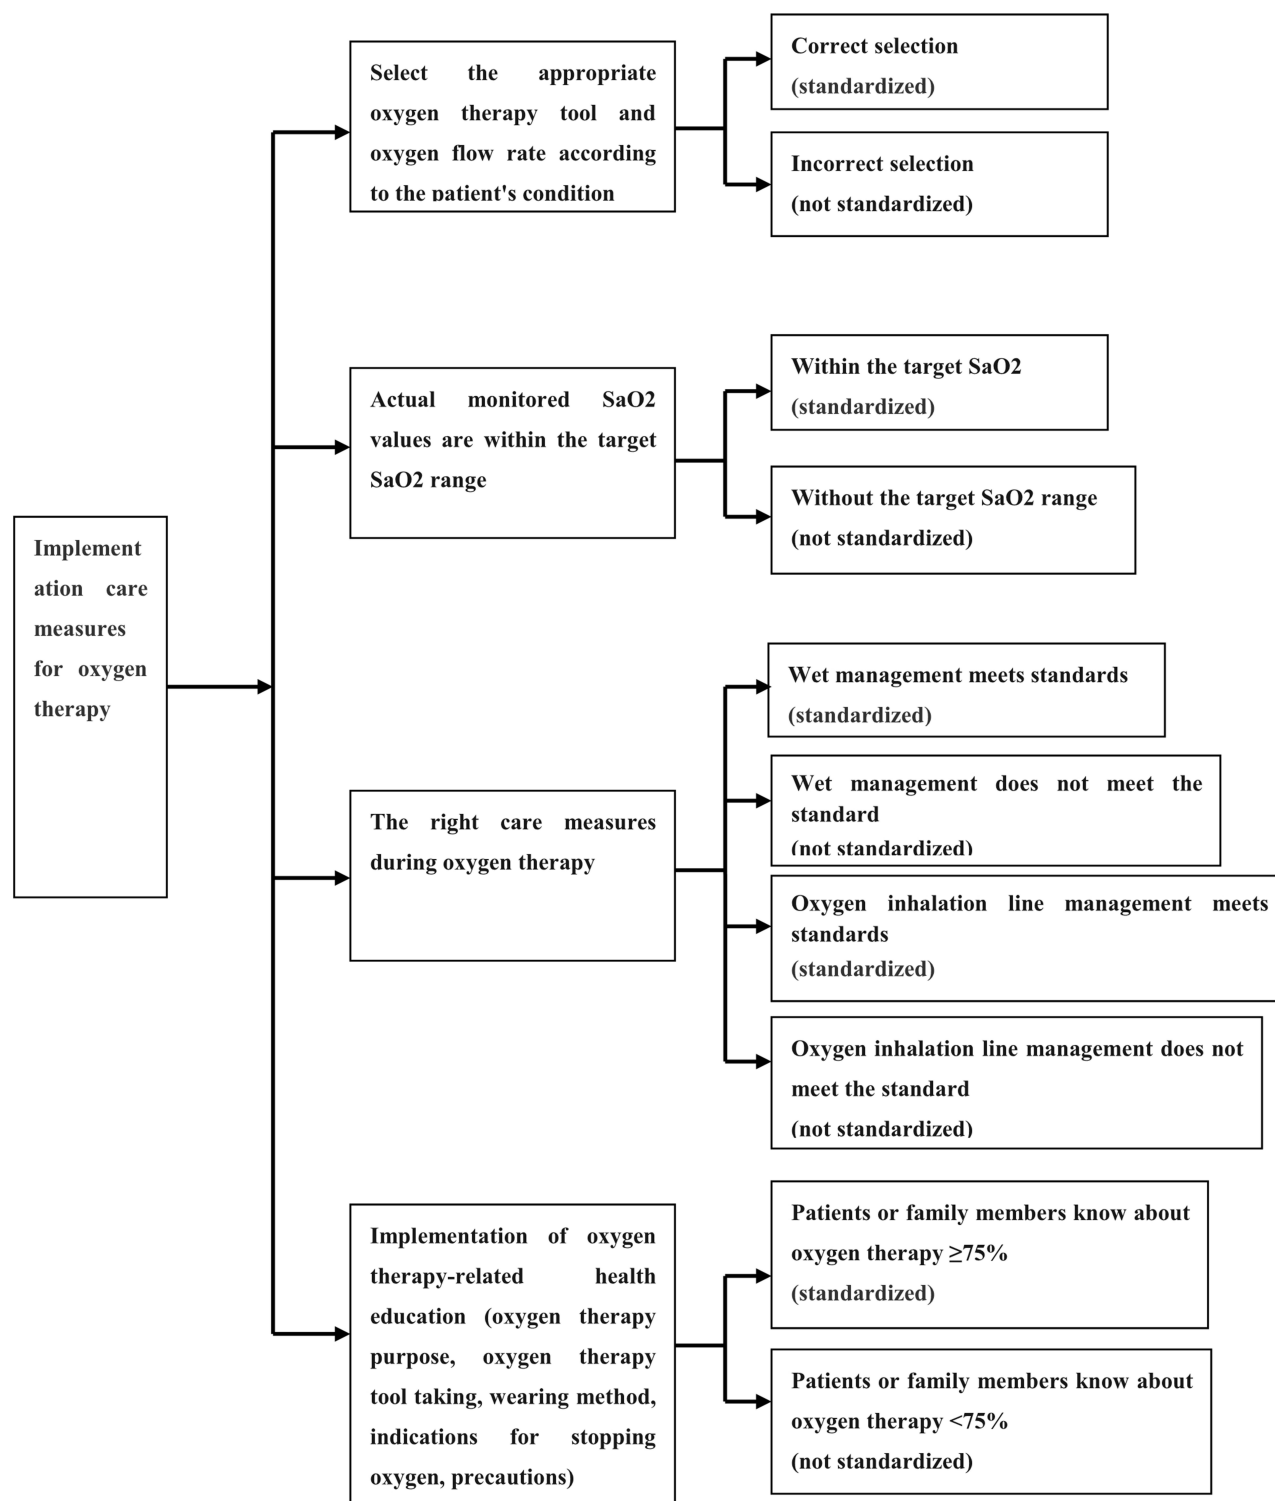 Implement
ation care
measures
for oxygen
therapy
Select the appropriate
oxygen therapy tool and
oxygen flow rate according
to the patient's condition
Correct selection
(standardized)
Incorrect selection
(not standardized)
Actual monitored SaO2
values are within the target
SaO2 range
Within the target SaO2
(standardized)
Without the target SaO2 range
(not standardized)
The right care measures
during oxygen therapy
Wet management meets standards
(standardized)
Wet management does not meet the
standard
(not standardized)
Oxygen inhalation line management meets
standards
(standardized)
Oxygen inhalation line management does not
meet the standard
(not standardized)
Implementation of oxygen
therapy-related health
education (oxygen therapy
purpose, oxygen therapy
tool taking, wearing method,
indications for stopping
oxygen, precautions)
Patients or family members know about
oxygen therapy ≥75%
(standardized)
Patients or family members know about
oxygen therapy <75%
(not standardized)